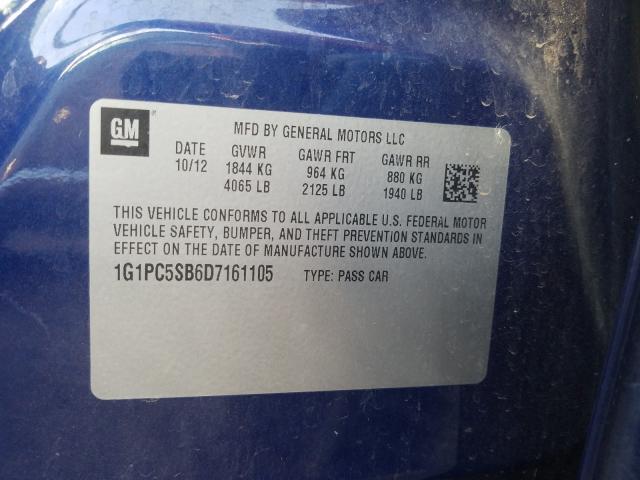 GM
MFD BY GENERAL MOTORS LLC
DATE GVWR GAWR FRT GAWR RR
10/12 1844 KG 964 KG 880 KG
4065 LB 2125 LB 1940 LB
THIS VEHICLE CONFORMS TO ALL APPLICABLE U.S. FEDERAL MOTOR
VEHICLE SAFETY, BUMPER, AND THEFT PREVENTION STANDARDS IN
EFFECT ON THE DATE OF MANUFACTURE SHOWN ABOVE.
1G1PC5SB6D7161105 TYPE: PASS CAR